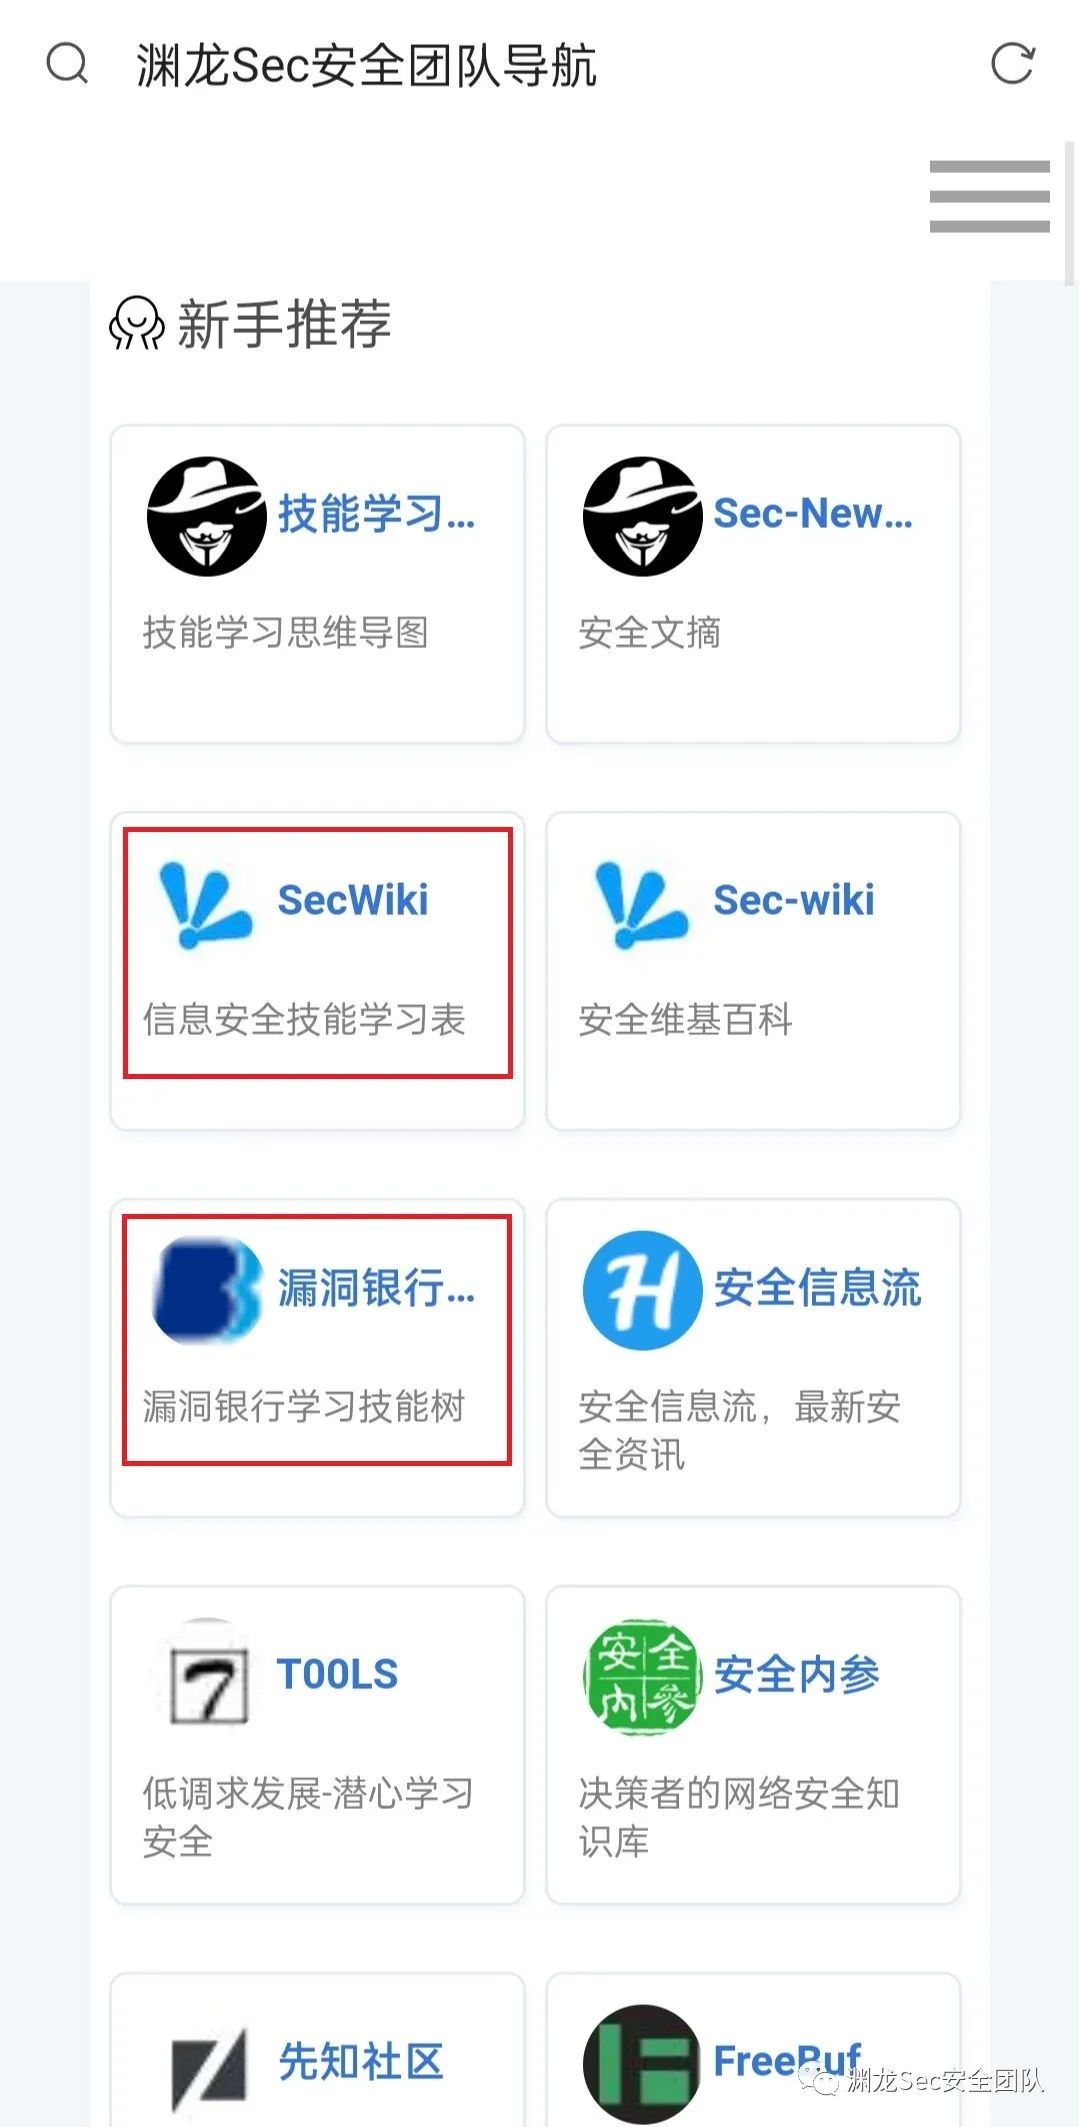 渊龙Sec安全团队导航
新手推荐
技能学习...
Sec-New...
技能学习思维导图
安全文摘
SecWiki
Sec-wiki
信息安全技能学习表
安全维基百科
漏洞银行...
安全信息流
漏洞银行学习技能树
安全信息流，最新安
全资讯
T00LS
安全内参
安全
内参
低调求发展-潜心学习
安全
决策者的网络安全知
识库
先知社区
FreeBuf
渊龙Sec安全团队